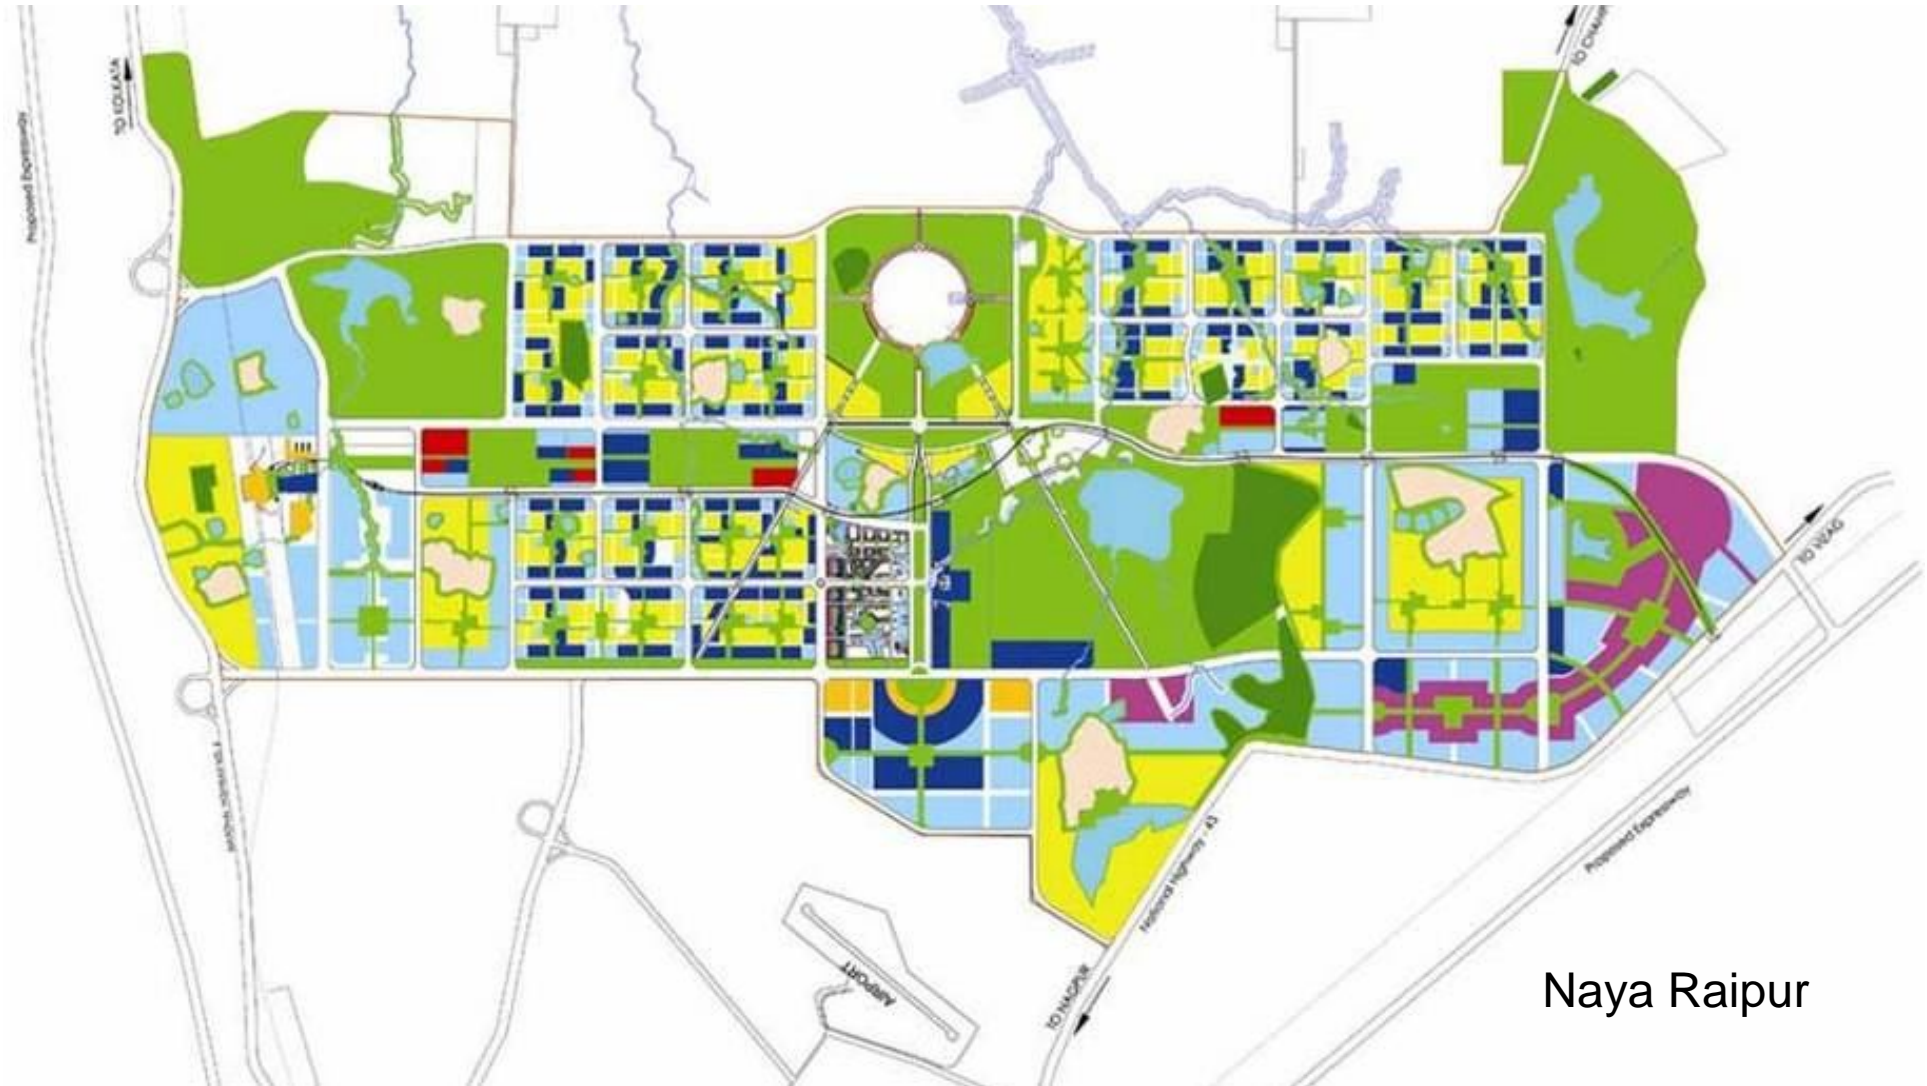 TO KOLKATA
Proposed Expressway
National Highway - 43
AIRPORT
TO NAGPUR
TO VIZAG
Proposed Expressway
Naya Raipur